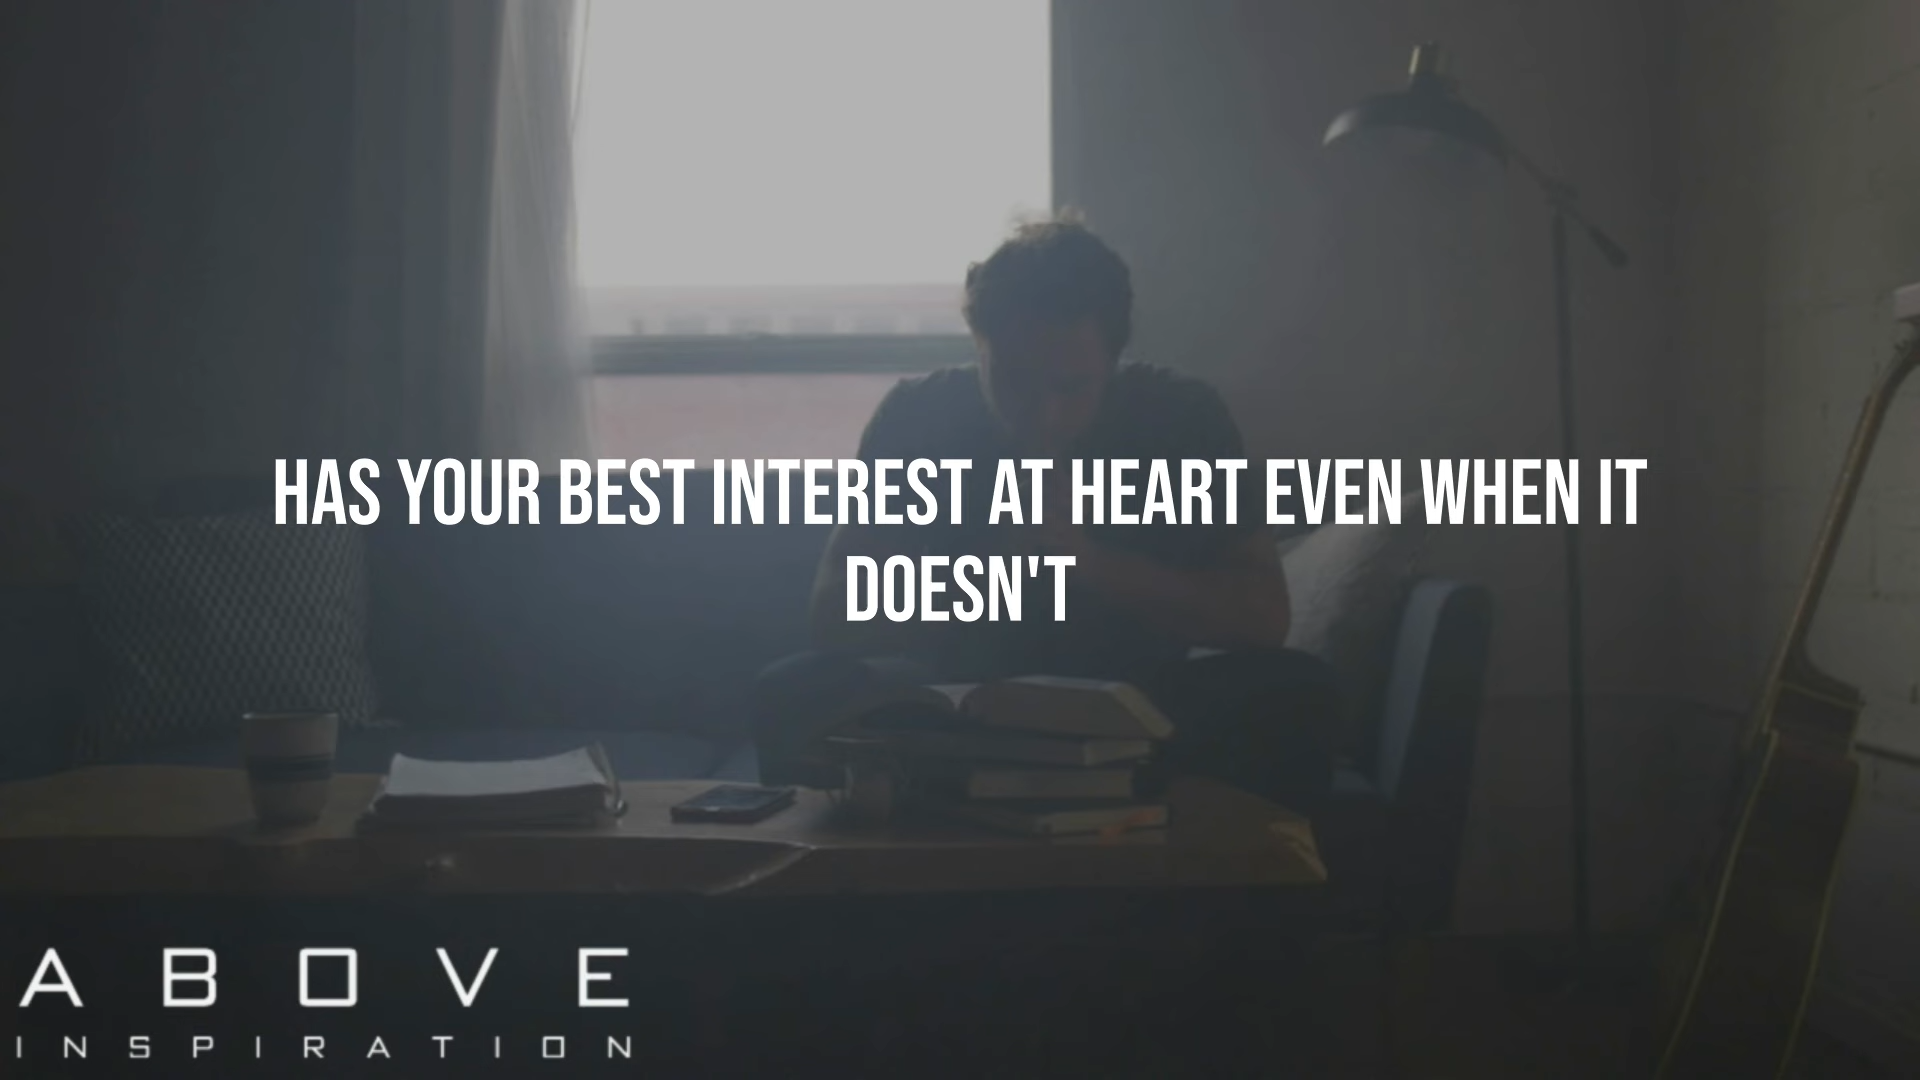 HAS YOUR BEST INTEREST AT HEART EVEN WHEN IT
DOESN'T
ABOVE
INSPIRATION